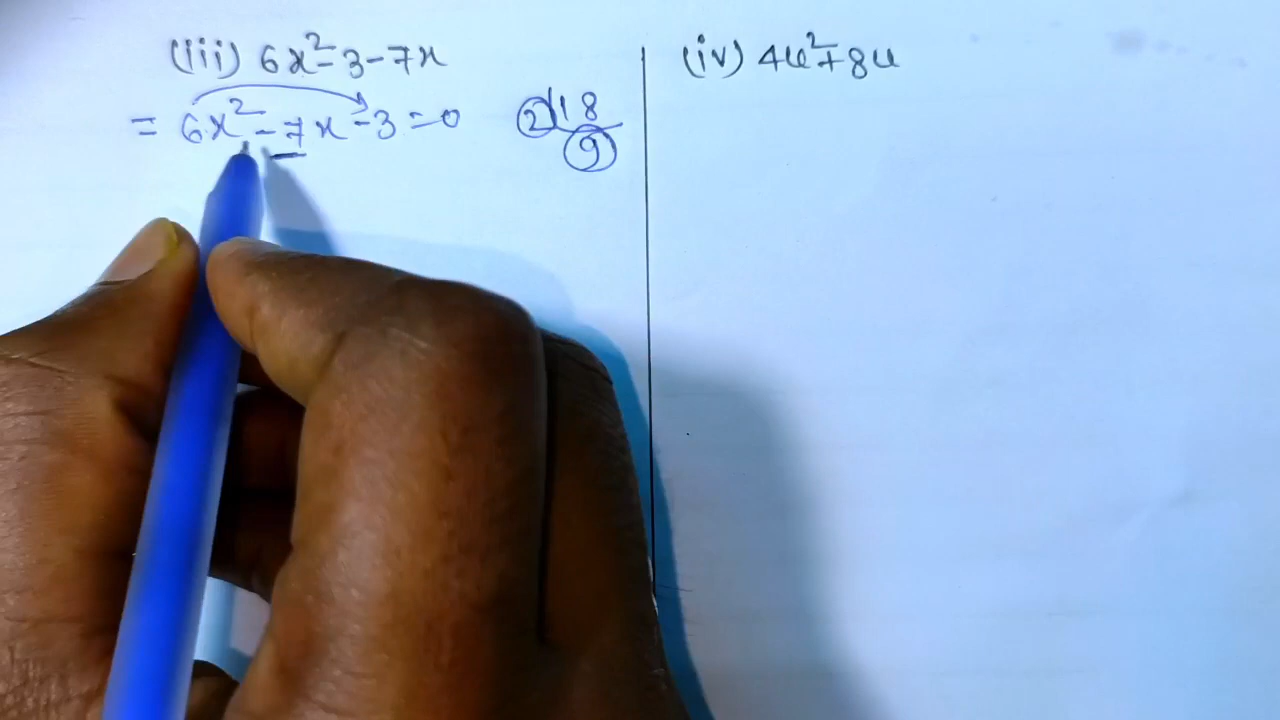 (iii) 6x²-3-7x
= 6x²-7x-3=0
2|18
9
(iv) 4u²+8u